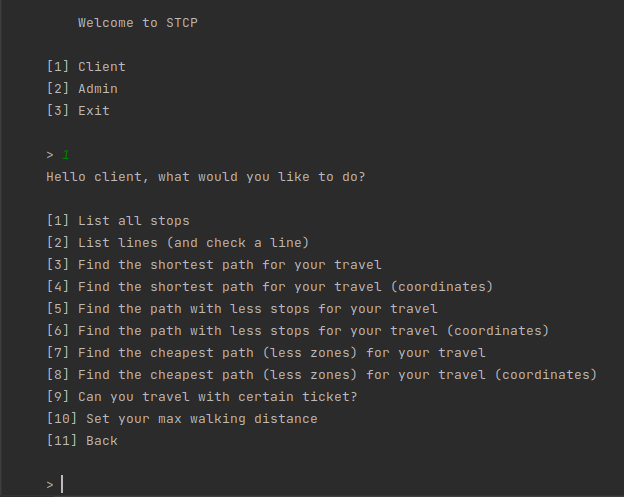 Welcome to STCP
[1] Client
[2] Admin
[3] Exit
> 1
Hello client, what would you like to do?
[1] List all stops
[2] List lines (and check a line)
[3] Find the shortest path for your travel
[4] Find the shortest path for your travel (coordinates)
[5] Find the path with less stops for your travel
[6] Find the path with less stops for your travel (coordinates)
[7] Find the cheapest path (less zones) for your travel
[8] Find the cheapest path (less zones) for your travel (coordinates)
[9] Can you travel with certain ticket?
[10] Set your max walking distance
[11] Back
>